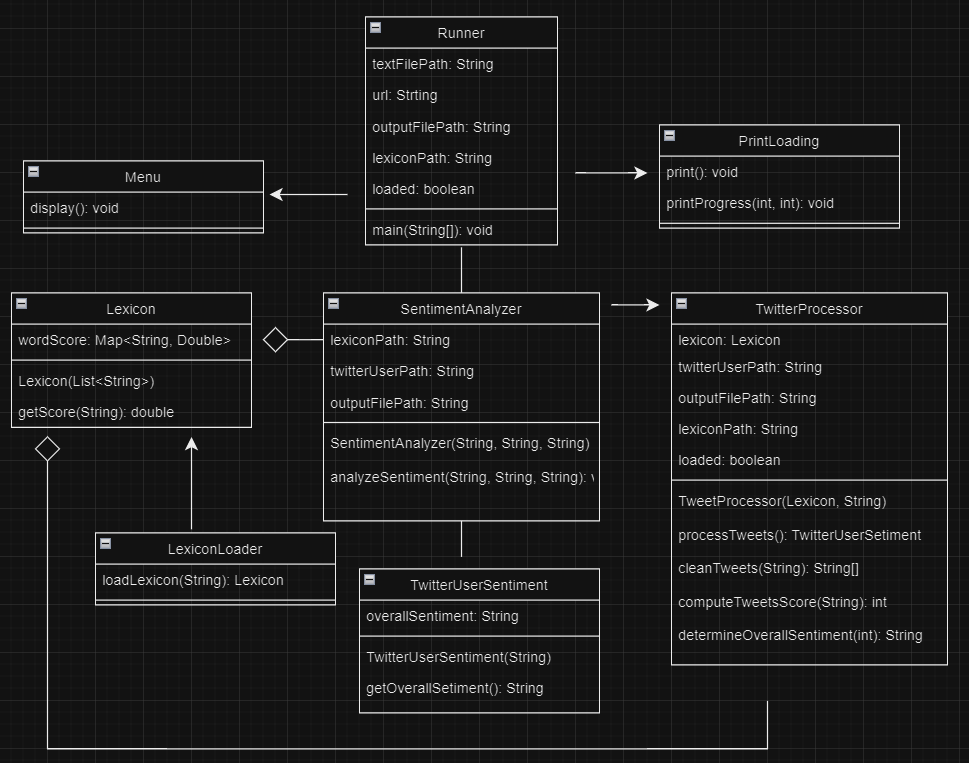 Runner
textFilePath: String
url: Strting
outputFilePath: String
lexiconPath: String
loaded: boolean
main(String[]): void
PrintLoading
print(): void
printProgress(int, int): void
Menu
display(): void
Lexicon
wordScore: Map<String, Double>
Lexicon(List<String>)
getScore(String): double
SentimentAnalyzer
lexiconPath: String
twitterUserPath: String
outputFilePath: String
SentimentAnalyzer(String, String, String)
analyzeSentiment(String, String, String):
TwitterProcessor
lexicon: Lexicon
twitterUserPath: String
outputFilePath: String
lexiconPath: String
loaded: boolean
TweetProcessor(Lexicon, String)
processTweets(): TwitterUserSetiment
cleanTweets(String): String[]
computeTweetsScore(String): int
determineOverallSentiment(int): String
LexiconLoader
loadLexicon(String): Lexicon
TwitterUserSentiment
overallSentiment: String
TwitterUserSentiment(String)
getOverallSetiment(): String